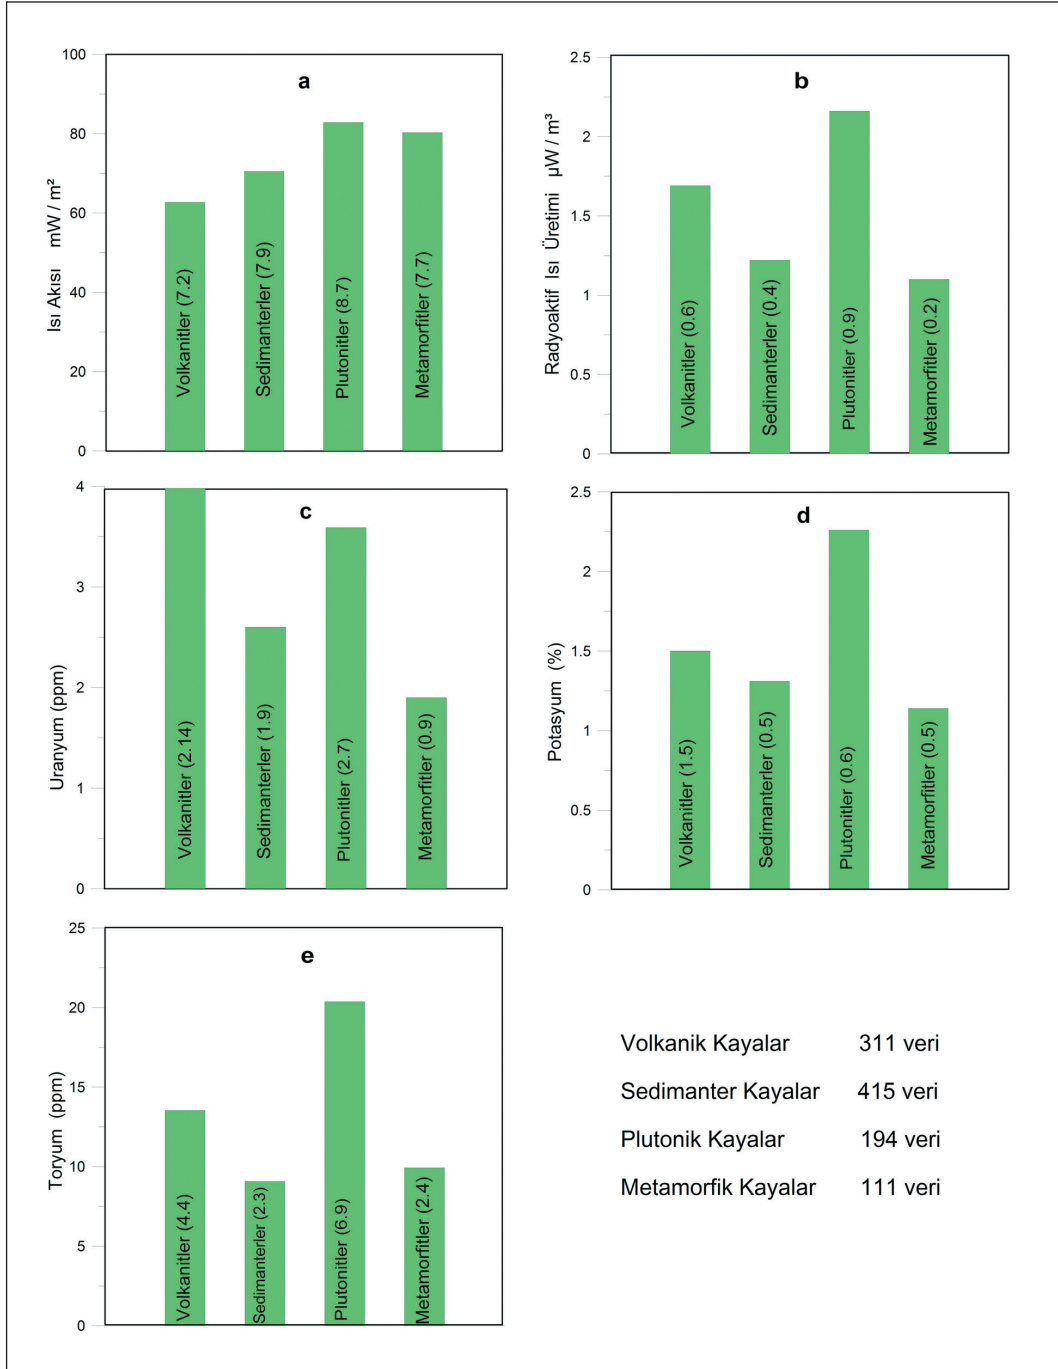 a
100
80
60
40
20
0
Isı Akısı mW / m²
Volkanitler (7.2)
Sedimanterler (7.9)
Plutonitler (8.7)
Metamorfitler (7.7)
b
2.5
2
1.5
1
0.5
0
Radyoaktif Isı Üretimi µW / m³
Volkanitler (0.6)
Sedimanterler (0.4)
Plutonitler (0.9)
Metamorfitler (0.2)
c
4
3
2
1
0
Uranyum (ppm)
Volkanitler (2.14)
Sedimanterler (1.9)
Plutonitler (2.7)
Metamorfitler (0.9)
d
2.5
2
1.5
1
0.5
0
Potasyum (%)
Volkanitler (1.5)
Sedimanterler (0.5)
Plutonitler (0.6)
Metamorfitler (0.5)
e
25
20
15
10
5
0
Toryum (ppm)
Volkanitler (4.4)
Sedimanterler (2.3)
Plutonitler (6.9)
Metamorfitler (2.4)
Volkanik Kayalar 311 veri
Sedimanter Kayalar 415 veri
Plutonik Kayalar 194 veri
Metamorfik Kayalar 111 veri